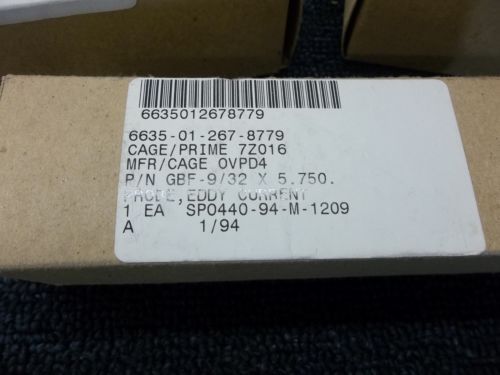 6635012678779
6635-01-267-8779
CAGE/PRIME 7Z016
MFR/CAGE OVPD4
P/N GBF-9/32 X 5.750.
PROBE,EDDY CURRENT
1 EA SP0440-94-M-1209
A 1/94